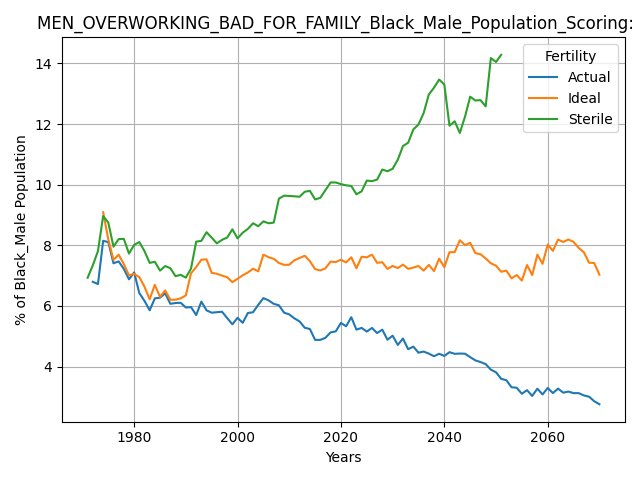 MEN_OVERWORKING_BAD_FOR_FAMILY_Black_Male_Population_Scoring:
% of Black_Male Population
14
12
10
8
6
4
Fertility
Actual
Ideal
Sterile
1980 2000 2020 2040 2060
Years